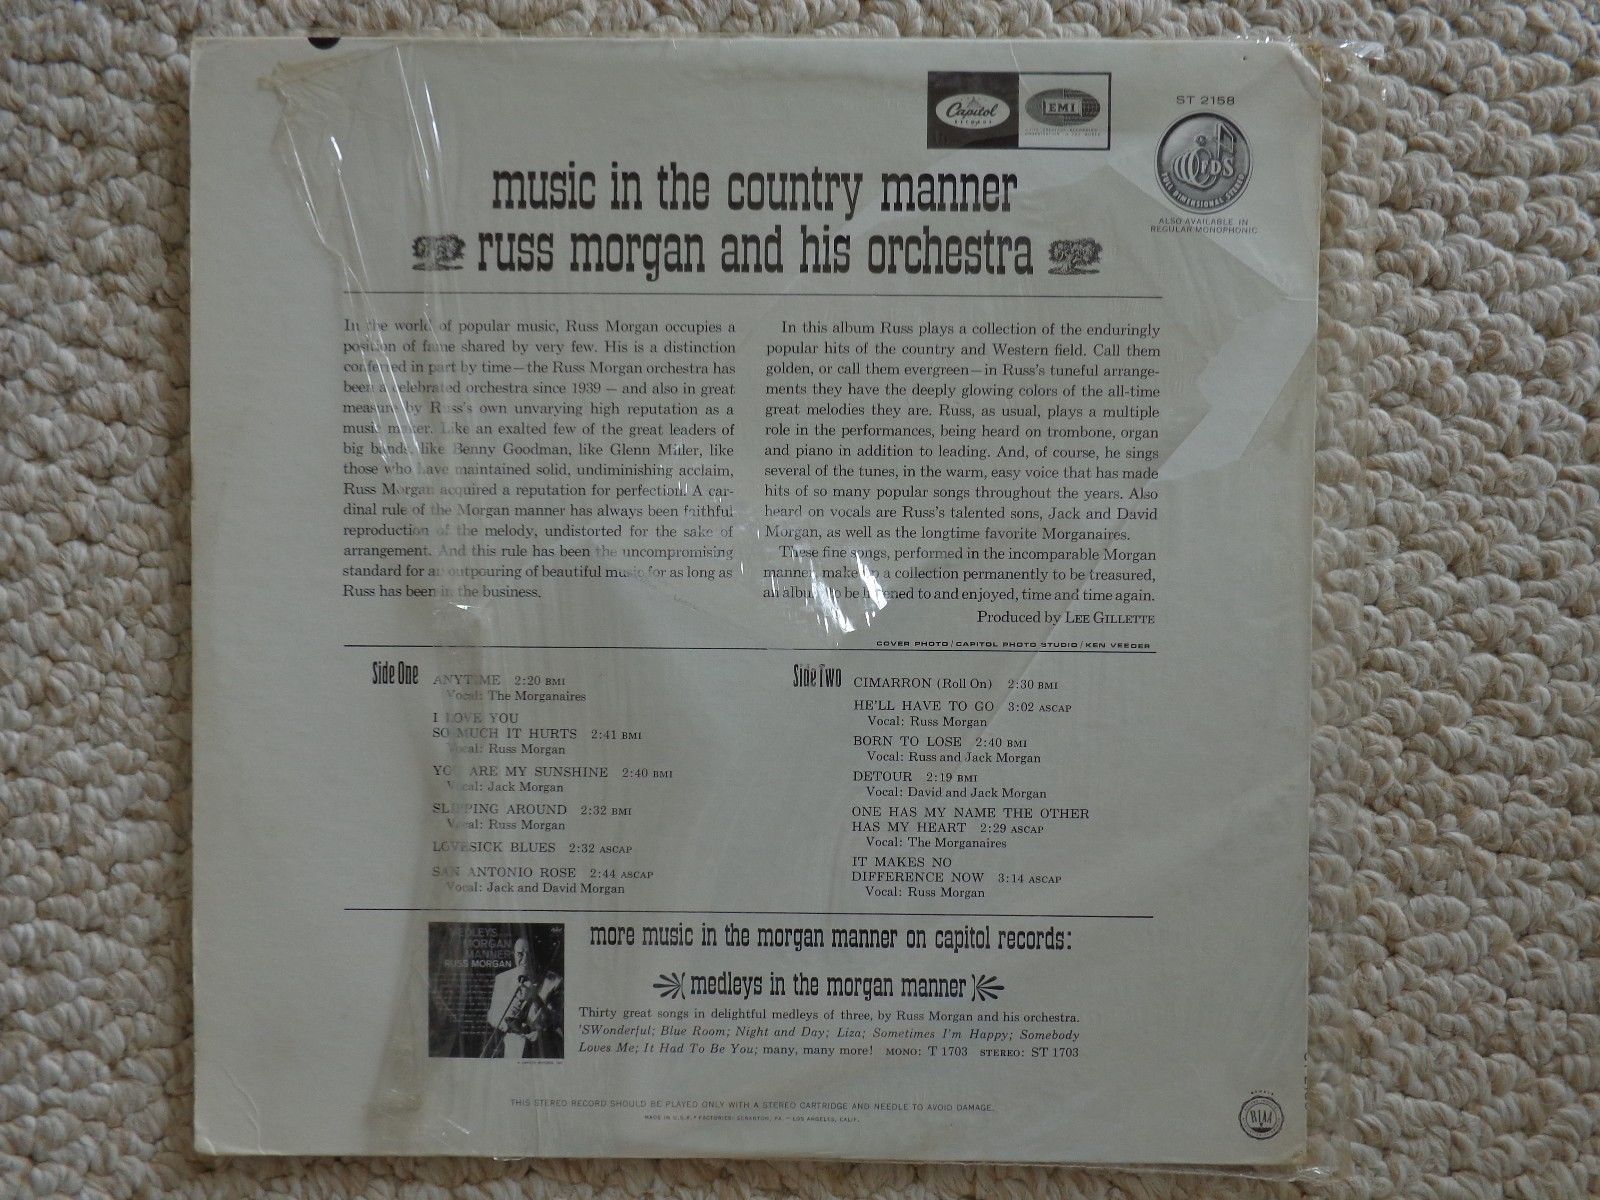 Capitol
RECORDS
EMI
ST 2158
FDS
FULL DIMENSIONAL STEREO
ALSO AVAILABLE IN
REGULAR MONOPHONIC
music in the country manner
russ morgan and his orchestra
In the world of popular music, Russ Morgan occupies a
position of fame shared by very few. His is a distinction
conferred in part by time—the Russ Morgan orchestra has
been a celebrated orchestra since 1939 — and also in great
measure by Russ's own unvarying high reputation as a
music maker. Like an exalted few of the great leaders of
big bands, like Benny Goodman, like Glenn Miller, like
those who have maintained solid, undiminishing acclaim,
Russ Morgan acquired a reputation for perfection. A car-
dinal rule of the Morgan manner has always been faithful
reproduction of the melody, undistorted for the sake of
arrangement. And this rule has been the uncompromising
standard for an outpouring of beautiful music for as long as
Russ has been in the business.
In this album Russ plays a collection of the enduringly
popular hits of the country and Western field. Call them
golden, or call them evergreen—in Russ's tuneful arrange-
ments they have the deeply glowing colors of the all-time
great melodies they are. Russ, as usual, plays a multiple
role in the performances, being heard on trombone, organ
and piano in addition to leading. And, of course, he sings
several of the tunes, in the warm, easy voice that has made
hits of so many popular songs throughout the years. Also
heard on vocals are Russ's talented sons, Jack and David
Morgan, as well as the longtime favorite Morganaires.
These fine songs, performed in the incomparable Morgan
manner, make up a collection permanently to be treasured,
an album to be listened to and enjoyed, time and time again.
Produced by LEE GILLETTE
COVER PHOTO/CAPITOL PHOTO STUDIO/KEN VEEDER
Side One
ANYTIME 2:20 BMI
Vocal: The Morganaires
I LOVE YOU
SO MUCH IT HURTS 2:41 BMI
Vocal: Russ Morgan
YOU ARE MY SUNSHINE 2:40 BMI
Vocal: Jack Morgan
SLIPPING AROUND 2:32 BMI
Vocal: Russ Morgan
LOVESICK BLUES 2:32 ASCAP
SAN ANTONIO ROSE 2:44 ASCAP
Vocal: Jack and David Morgan
Side Two
CIMARRON (Roll On) 2:30 BMI
HE'LL HAVE TO GO 3:02 ASCAP
Vocal: Russ Morgan
BORN TO LOSE 2:40 BMI
Vocal: Russ and Jack Morgan
DETOUR 2:19 BMI
Vocal: David and Jack Morgan
ONE HAS MY NAME THE OTHER
HAS MY HEART 2:29 ASCAP
Vocal: The Morganaires
IT MAKES NO
DIFFERENCE NOW 3:14 ASCAP
Vocal: Russ Morgan
MEDLEYS
MORGAN
MANNER
RUSS MORGAN
more music in the morgan manner on capitol records:
(medleys in the morgan manner)
Thirty great songs in delightful medleys of three, by Russ Morgan and his orchestra.
'SWonderful; Blue Room; Night and Day; Liza; Sometimes I'm Happy; Somebody
Loves Me; It Had To Be You; many, many more! MONO: T 1703 STEREO: ST 1703
THIS STEREO RECORD SHOULD BE PLAYED ONLY WITH A STEREO CARTRIDGE AND NEEDLE TO AVOID DAMAGE.
MADE IN U.S.A. FACTORIES: SCRANTON, PA. — LOS ANGELES, CALIF.
RIAA